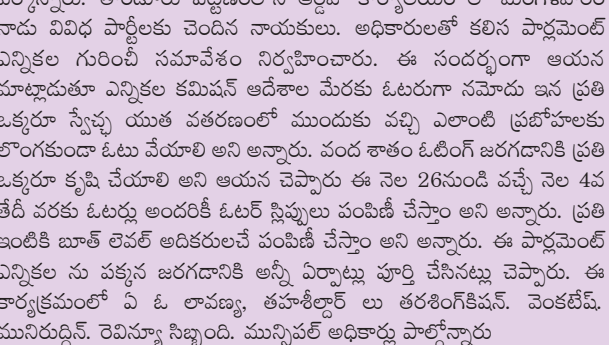 నాడు వివిధ పార్టీలకు చెందిన నాయకులు. అధికారులతో కలిస పార్లమెంట్
ఎన్నికల గురించీ సమావేశం నిర్వహించారు. ఈ సందర్భంగా ఆయన
మాట్లాడుతూ ఎన్నికల కమిషన్ ఆదేశాల మేరకు ఓటరుగా నమోదు ఇన ప్రతి
ఒక్కరూ స్వేచ్ఛ యుత వతరణంలో ముందుకు వచ్చి ఎలాంటి ప్రబోహలకు
లొంగకుండా ఓటు వేయాలి అని అన్నారు. వంద శాతం ఓటింగ్ జరగడానికి ప్రతి
ఒక్కరూ కృషి చేయాలి అని ఆయన చెప్పారు ఈ నెల 26నుండి వచ్చే నెల 4వ
తేదీ వరకు ఓటర్లు అందరికీ ఓటర్ స్లిప్పులు పంపిణీ చేస్తాం అని అన్నారు. ప్రతి
ఇంటికి బూత్ లెవల్ అదికరులచే పంపిణీ చేస్తాం అని అన్నారు. ఈ పార్లమెంట్
ఎన్నికల ను పక్కన జరగడానికి అన్నీ ఏర్పాట్లు పూర్తి చేసినట్లు చెప్పారు. ఈ
కార్యక్రమంలో ఏ ఓ లావణ్య, తహశీల్దార్ లు తరశింగ్‌కిషన్. వెంకటేష్.
మునిరుద్దిన్. రెవిన్యూ సిబ్బంది. మున్సిపల్ అధికార్లు పాల్గోన్నారు